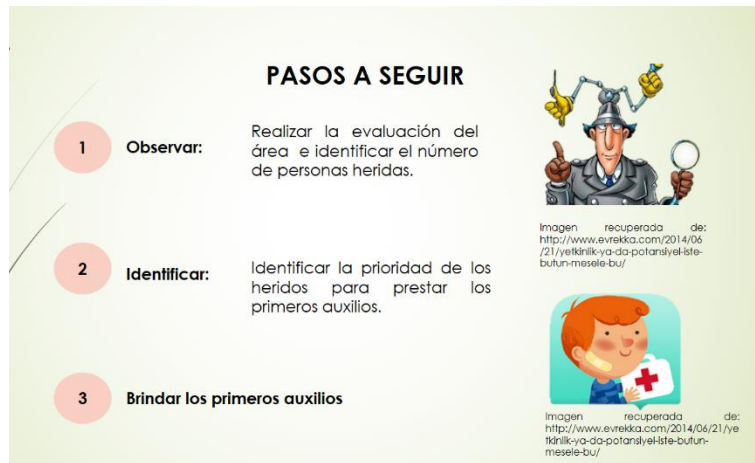 PASOS A SEGUIR
1
Observar:
Realizar la evaluación del
área e identificar el número
de personas heridas.
Imagen recuperada de:
http://www.evrekka.com/2014/06
/21/yetkinlik-ya-da-potansiyel-iste-
butun-mesele-bu/
2
Identificar:
Identificar la prioridad de los
heridos para prestar los
primeros auxilios.
3
Brindar los primeros auxilios
Imagen recuperada de:
http://www.evrekka.com/2014/06/21/ye
tkinlik-ya-da-potansiyel-iste-butun-
mesele-bu/